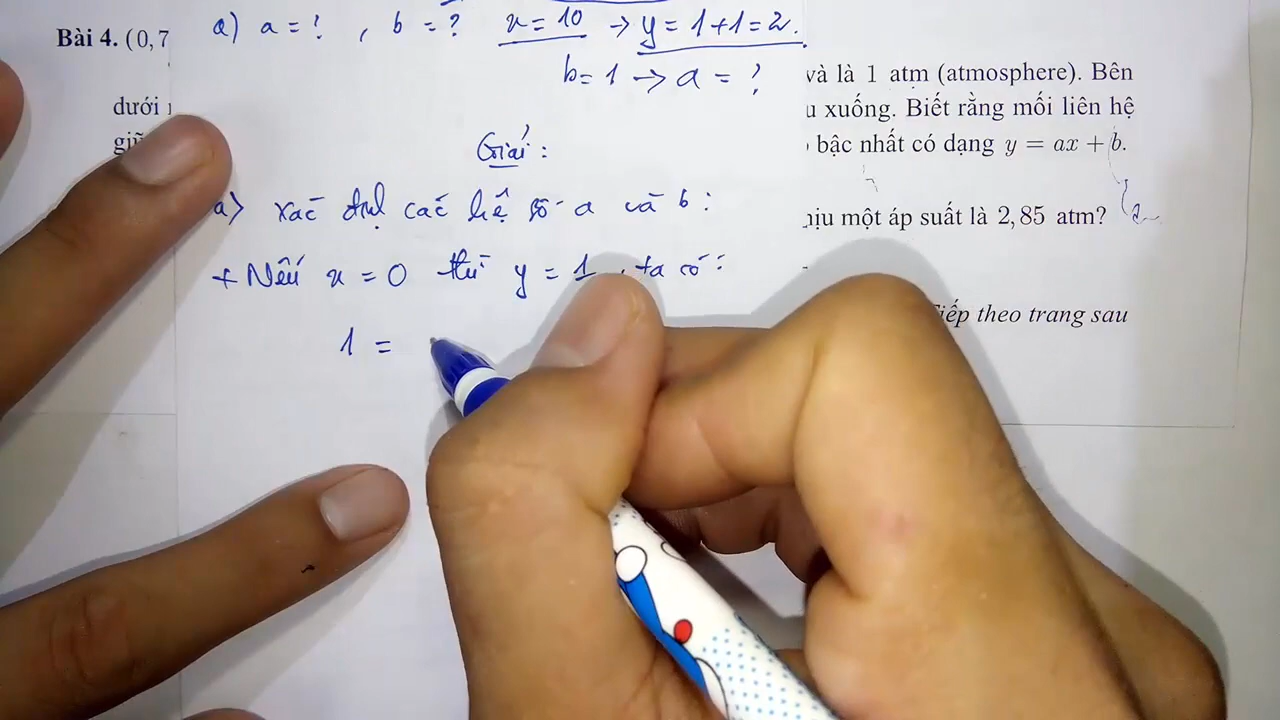 Bài 4. (0,7
a) a = ? , b = ? x = 10 → y = 1+1=2.
b = 1 → a = ?
và là 1 atm (atmosphere). Bên
dưới
u xuống. Biết rằng mối liên hệ
giữ
bậc nhất có dạng y = ax + b.
Giải:
a) xác định các hệ số a và b:
hịu một áp suất là 2,85 atm?
+ Nếu x = 0 thì y = 1, ta có:
iếp theo trang sau
1 =